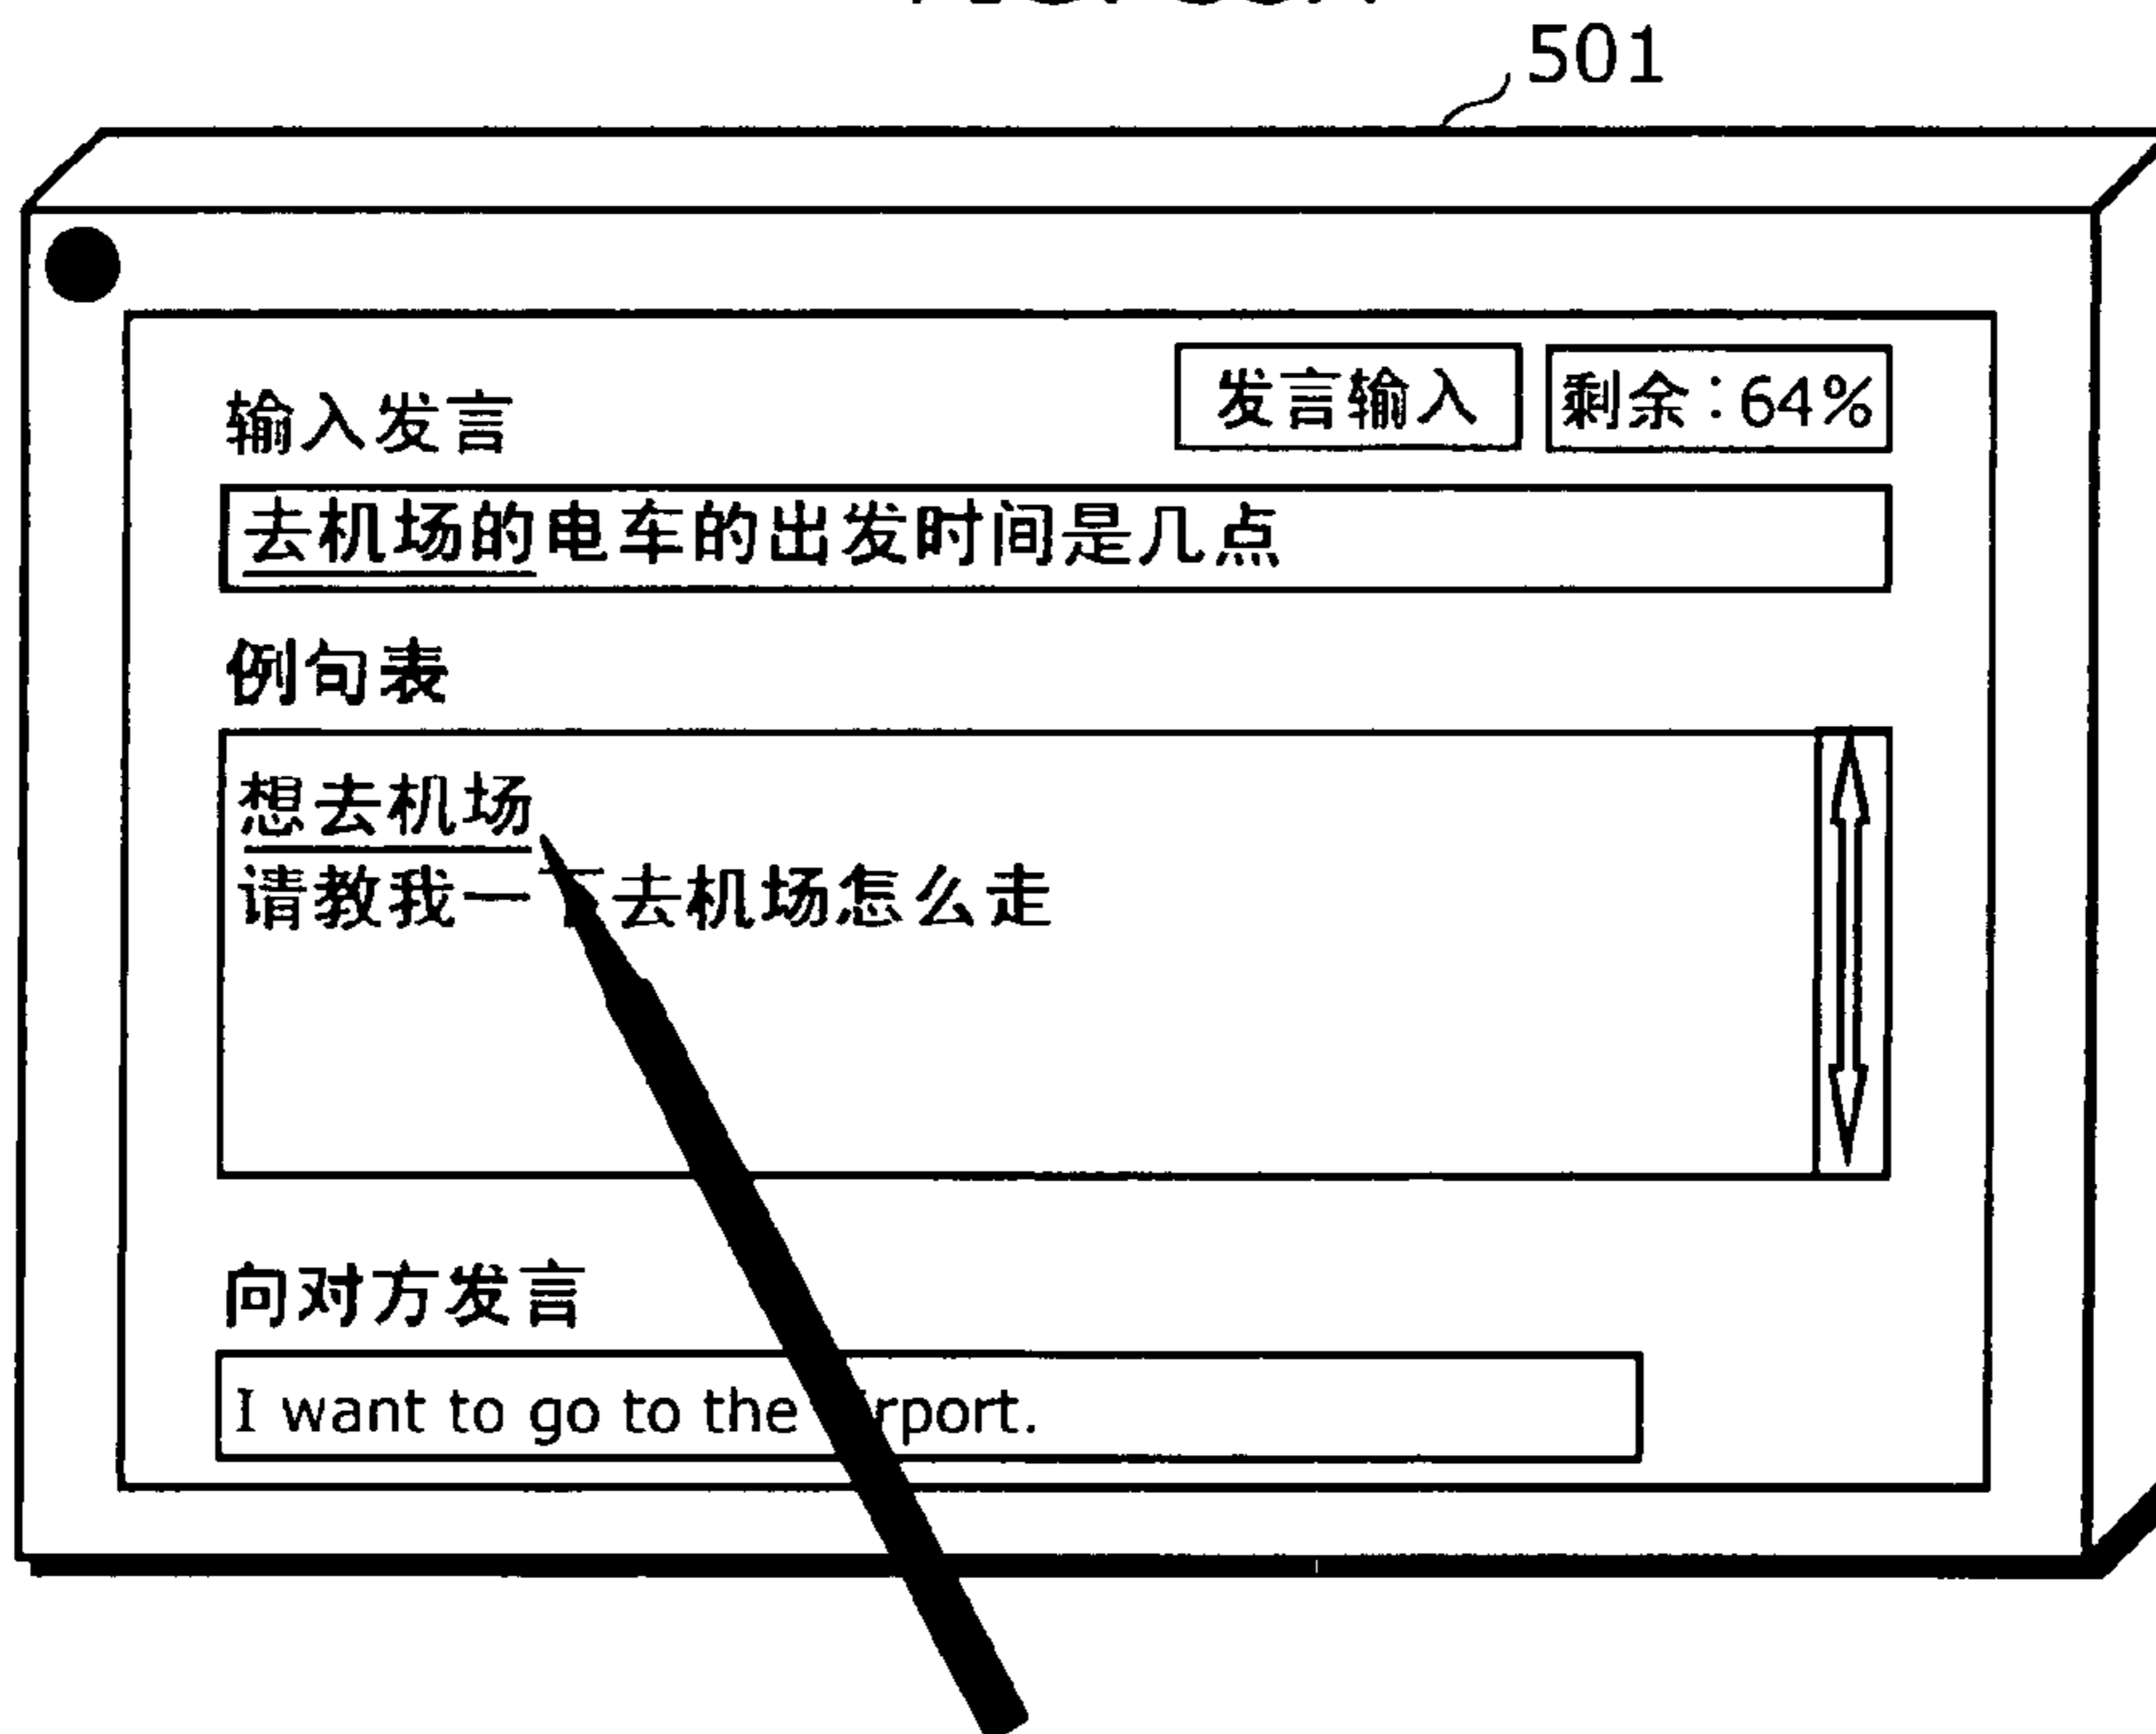 501
输入发言
发言输入
剩余：64%
去机场的电车的出发时间是几点
例句表
想去机场
请教我一下去机场怎么走
向对方发言
I want to go to the